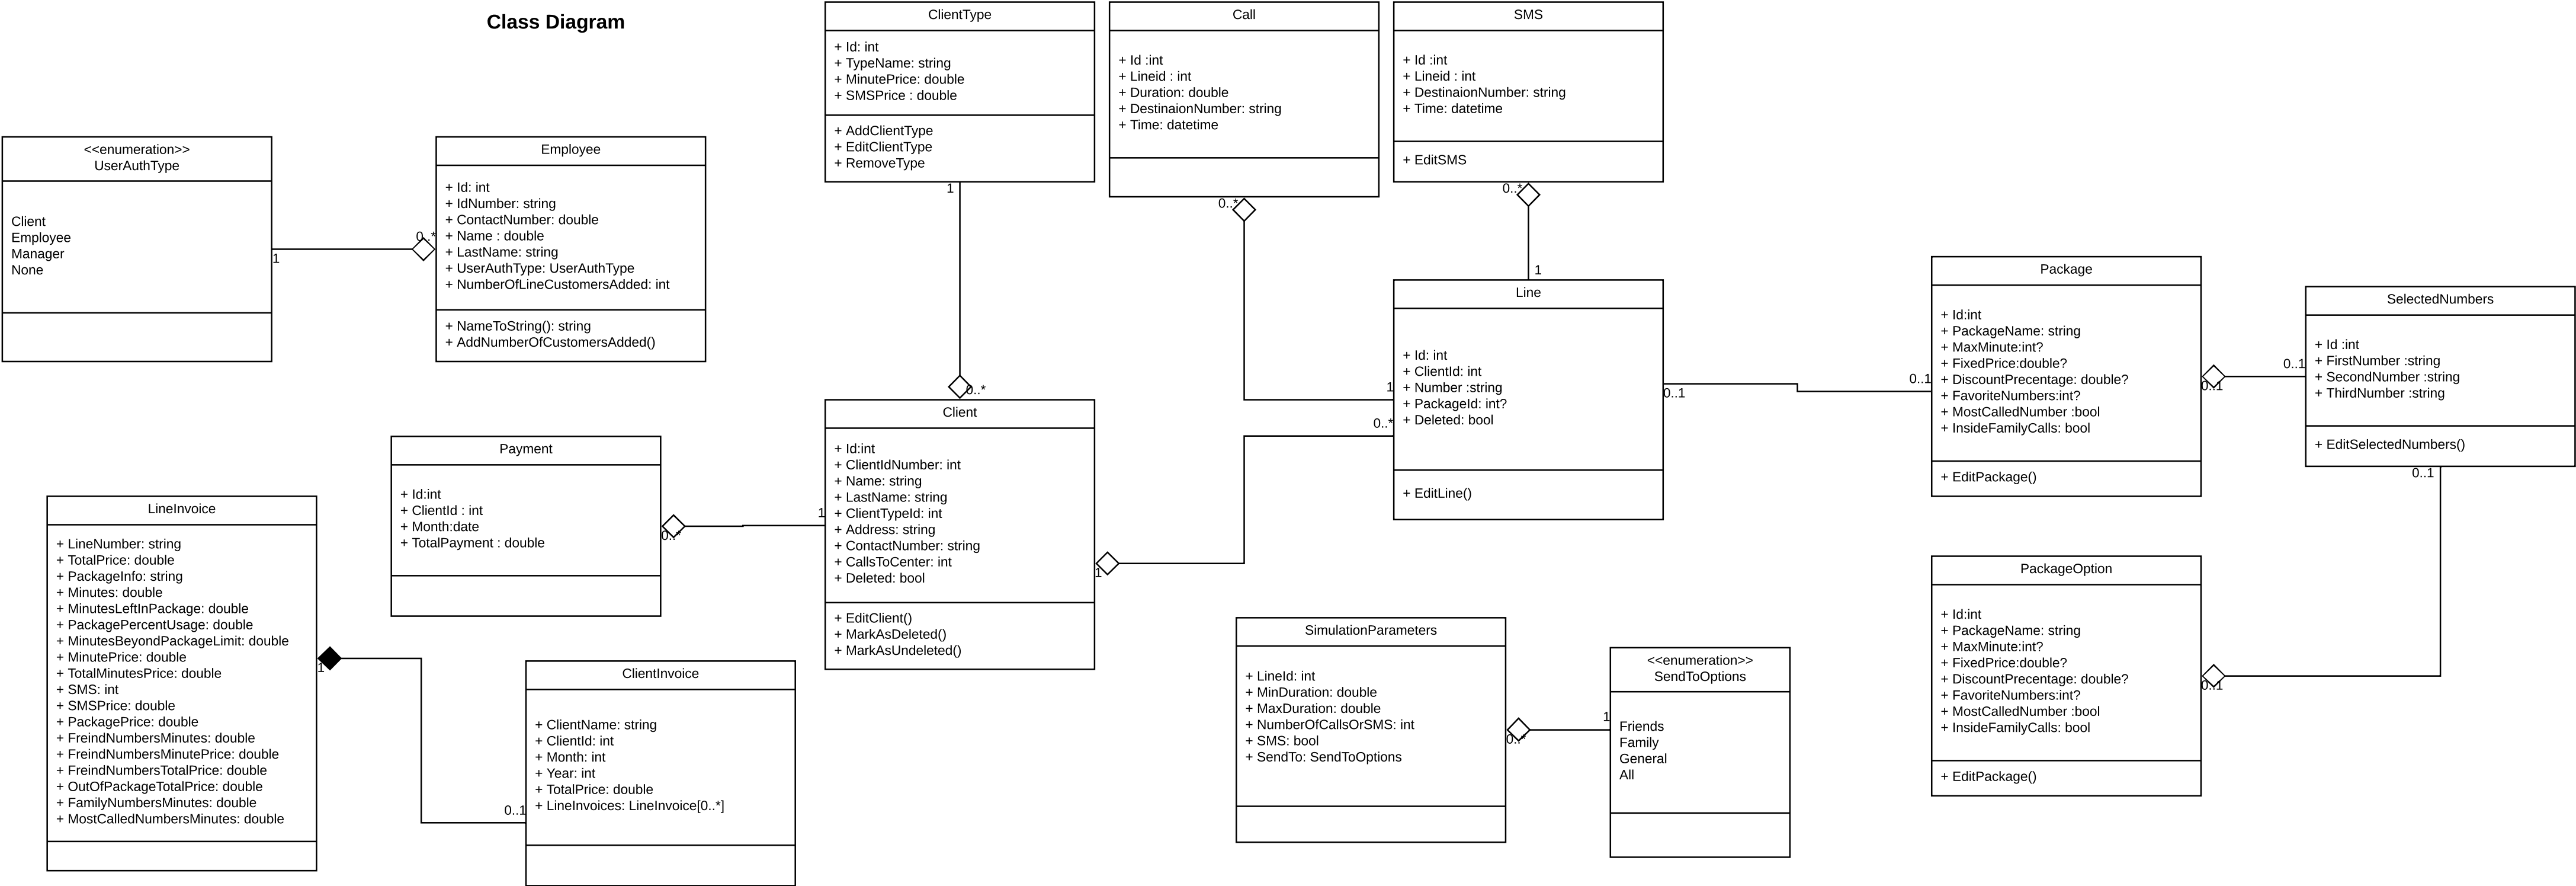 Class Diagram
<<enumeration>>
UserAuthType
Client
Employee
Manager
None
1
0..*
Employee
+ Id: int
+ IdNumber: string
+ ContactNumber: double
+ Name : double
+ LastName: string
+ UserAuthType: UserAuthType
+ NumberOfLineCustomersAdded: int
+ NameToString(): string
+ AddNumberOfCustomersAdded()
ClientType
+ Id: int
+ TypeName: string
+ MinutePrice: double
+ SMSPrice : double
+ AddClientType
+ EditClientType
+ RemoveType
1
0..*
Call
+ Id :int
+ Lineid : int
+ Duration: double
+ DestinaionNumber: string
+ Time: datetime
0..*
1
SMS
+ Id :int
+ Lineid : int
+ DestinaionNumber: string
+ Time: datetime
+ EditSMS
0..*
1
Line
+ Id: int
+ ClientId: int
+ Number :string
+ PackageId: int?
+ Deleted: bool
+ EditLine()
0..*
0..1
0..1
Package
+ Id:int
+ PackageName: string
+ MaxMinute:int?
+ FixedPrice:double?
+ DiscountPrecentage: double?
+ FavoriteNumbers:int?
+ MostCalledNumber :bool
+ InsideFamilyCalls: bool
+ EditPackage()
0..1
0..1
SelectedNumbers
+ Id :int
+ FirstNumber :string
+ SecondNumber :string
+ ThirdNumber :string
+ EditSelectedNumbers()
0..1
Client
+ Id:int
+ ClientIdNumber: int
+ Name: string
+ LastName: string
+ ClientTypeId: int
+ Address: string
+ ContactNumber: string
+ CallsToCenter: int
+ Deleted: bool
+ EditClient()
+ MarkAsDeleted()
+ MarkAsUndeleted()
1
1
Payment
+ Id:int
+ ClientId : int
+ Month:date
+ TotalPayment : double
0..*
LineInvoice
+ LineNumber: string
+ TotalPrice: double
+ PackageInfo: string
+ Minutes: double
+ MinutesLeftInPackage: double
+ PackagePercentUsage: double
+ MinutesBeyondPackageLimit: double
+ MinutePrice: double
+ TotalMinutesPrice: double
+ SMS: int
+ SMSPrice: double
+ PackagePrice: double
+ FreindNumbersMinutes: double
+ FreindNumbersMinutePrice: double
+ FreindNumbersTotalPrice: double
+ OutOfPackageTotalPrice: double
+ FamilyNumbersMinutes: double
+ MostCalledNumbersMinutes: double
1
0..1
ClientInvoice
+ ClientName: string
+ ClientId: int
+ Month: int
+ Year: int
+ TotalPrice: double
+ LineInvoices: LineInvoice[0..*]
SimulationParameters
+ LineId: int
+ MinDuration: double
+ MaxDuration: double
+ NumberOfCallsOrSMS: int
+ SMS: bool
+ SendTo: SendToOptions
0..*
1
<<enumeration>>
SendToOptions
Friends
Family
General
All
PackageOption
+ Id:int
+ PackageName: string
+ MaxMinute:int?
+ FixedPrice:double?
+ DiscountPrecentage: double?
+ FavoriteNumbers:int?
+ MostCalledNumber :bool
+ InsideFamilyCalls: bool
+ EditPackage()
0..1